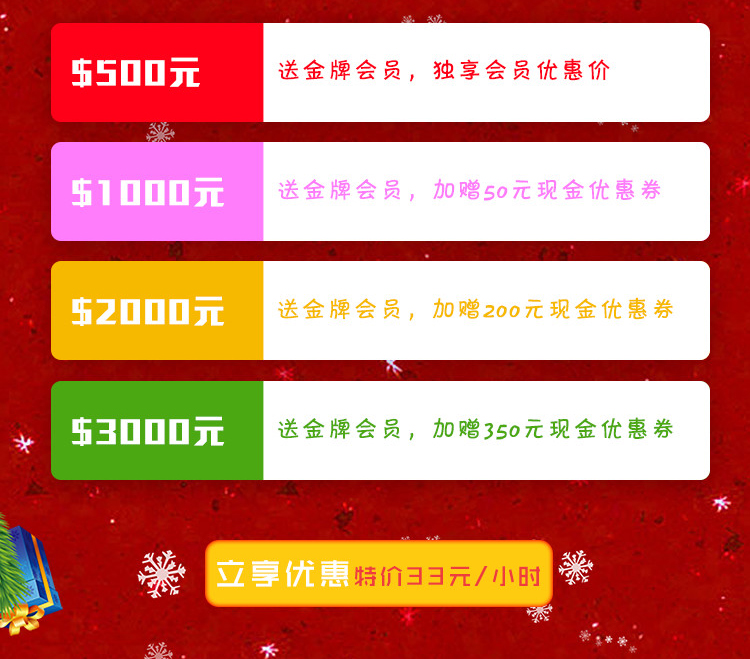 $500元
送金牌会员，独享会员优惠价
$1000元
送金牌会员，加赠50元现金优惠券
$2000元
送金牌会员，加赠200元现金优惠券
$3000元
送金牌会员，加赠350元现金优惠券
立享优惠特价33元/小时